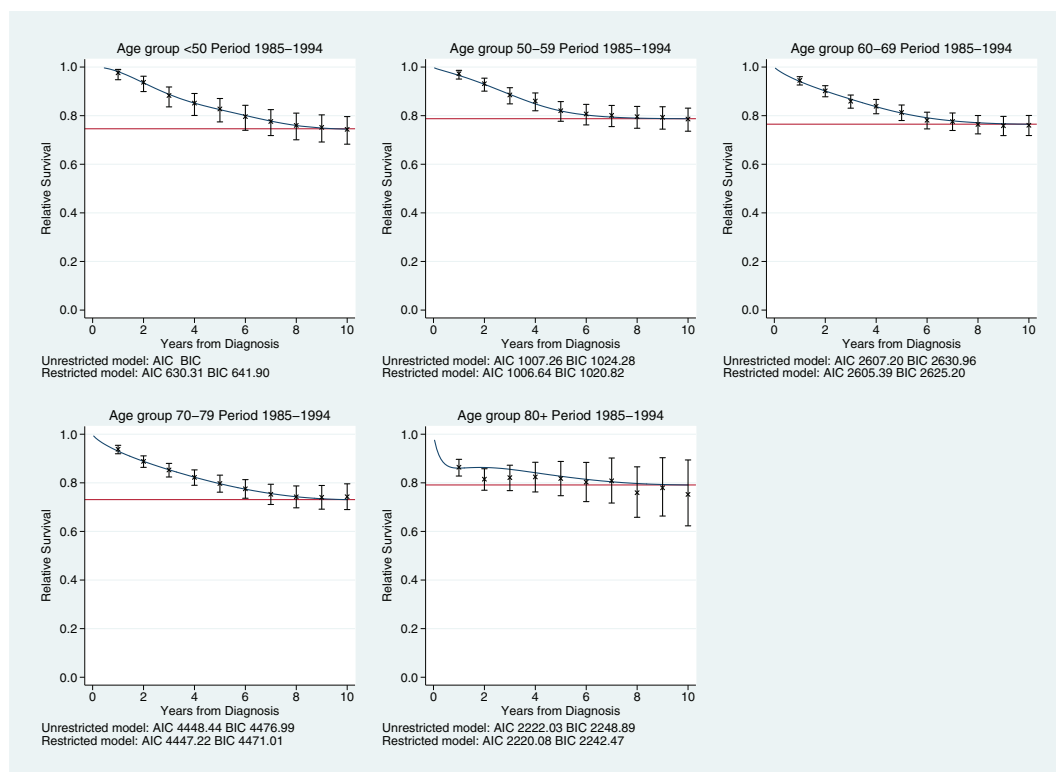 Age group <50 Period 1985–1994
Relative Survival
1.0
0.8
0.6
0.4
0.2
0.0
0 2 4 6 8 10
Years from Diagnosis
Unrestricted model: AIC BIC
Restricted model: AIC 630.31 BIC 641.90
Age group 50–59 Period 1985–1994
Relative Survival
1.0
0.8
0.6
0.4
0.2
0.0
0 2 4 6 8 10
Years from Diagnosis
Unrestricted model: AIC 1007.26 BIC 1024.28
Restricted model: AIC 1006.64 BIC 1020.82
Age group 60–69 Period 1985–1994
Relative Survival
1.0
0.8
0.6
0.4
0.2
0.0
0 2 4 6 8 10
Years from Diagnosis
Unrestricted model: AIC 2607.20 BIC 2630.96
Restricted model: AIC 2605.39 BIC 2625.20
Age group 70–79 Period 1985–1994
Relative Survival
1.0
0.8
0.6
0.4
0.2
0.0
0 2 4 6 8 10
Years from Diagnosis
Unrestricted model: AIC 4448.44 BIC 4476.99
Restricted model: AIC 4447.22 BIC 4471.01
Age group 80+ Period 1985–1994
Relative Survival
1.0
0.8
0.6
0.4
0.2
0.0
0 2 4 6 8 10
Years from Diagnosis
Unrestricted model: AIC 2222.03 BIC 2248.89
Restricted model: AIC 2220.08 BIC 2242.47